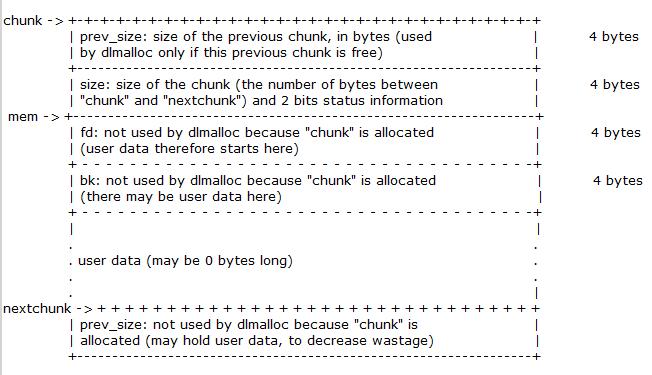 chunk -> +-+-+-+-+-+-+-+-+-+-+-+-+-+-+-+-+-+-+-+-+-+-+-+-+-+
| prev_size: size of the previous chunk, in bytes (used | 4 bytes
| by dlmalloc only if this previous chunk is free) |
+---------------------------------------------------------+
| size: size of the chunk (the number of bytes between | 4 bytes
| "chunk" and "nextchunk") and 2 bits status information |
mem -> +---------------------------------------------------------+
| fd: not used by dlmalloc because "chunk" is allocated | 4 bytes
| (user data therefore starts here) |
+ - - - - - - - - - - - - - - - - - - - - - - - - - - - - - - -+
| bk: not used by dlmalloc because "chunk" is allocated | 4 bytes
| (there may be user data here) |
+ - - - - - - - - - - - - - - - - - - - - - - - - - - - - - - -+
| |
. .
. user data (may be 0 bytes long) .
. .
. |
nextchunk -> + + + + + + + + + + + + + + + + + + + + + + + + + + + + + + + +
| prev_size: not used by dlmalloc because "chunk" is |
| allocated (may hold user data, to decrease wastage) |
+---------------------------------------------------------+